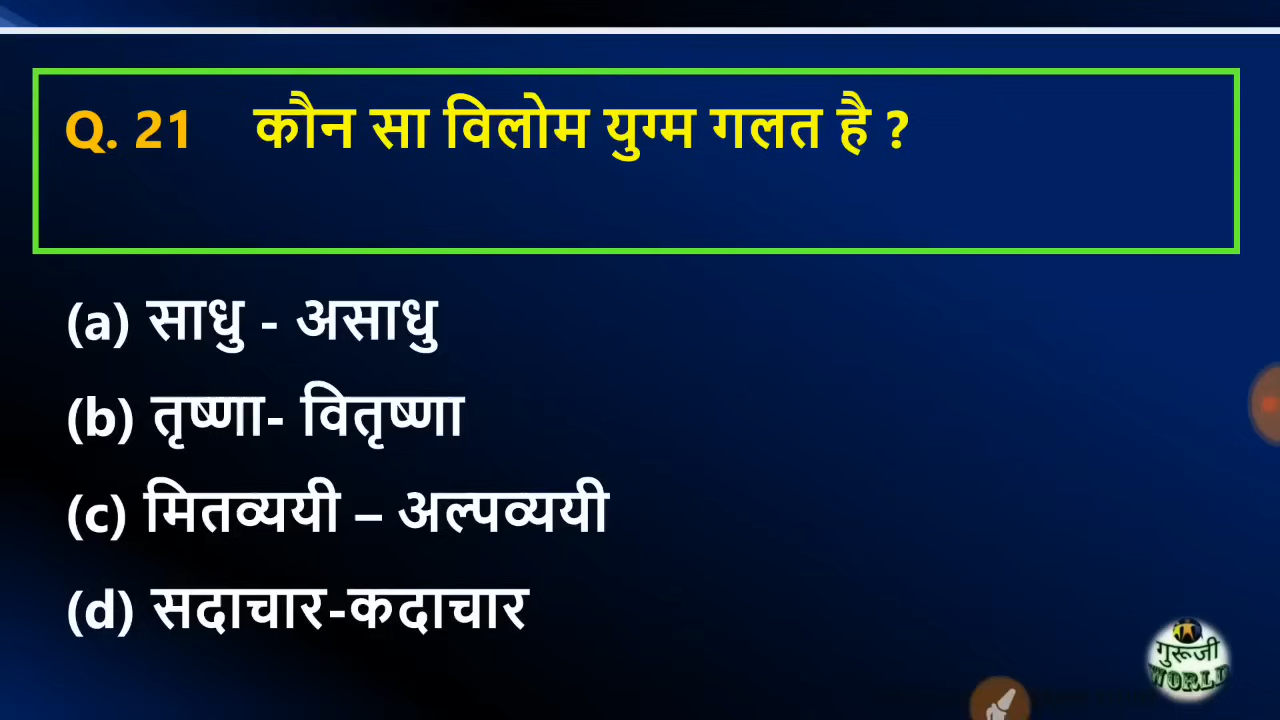 Q. 21 कौन सा विलोम युग्म गलत है ?
(a) साधु - असाधु
(b) तृष्णा- वितृष्णा
(c) मितव्ययी – अल्पव्ययी
(d) सदाचार-कदाचार
गुरूजी
WORLD